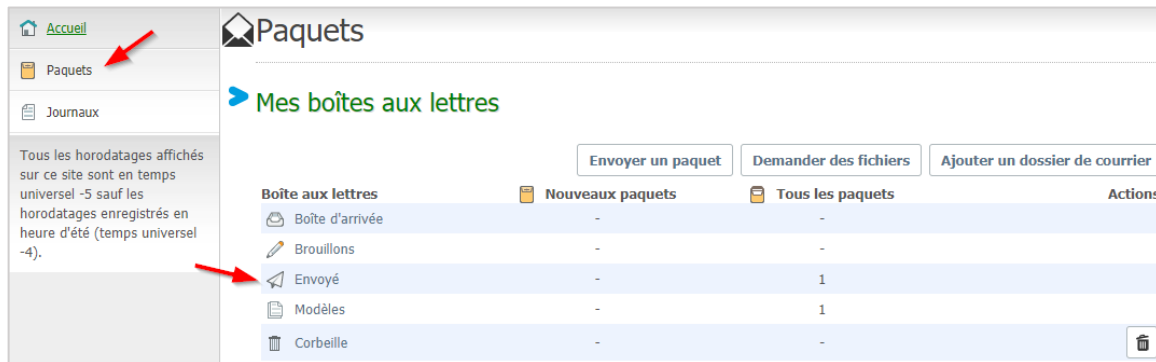 Accueil
Paquets
Journaux
Tous les horodatages affichés
sur ce site sont en temps
universel -5 sauf les
horodatages enregistrés en
heure d'été (temps universel
-4).
Paquets
Mes boîtes aux lettres
Envoyer un paquet Demander des fichiers Ajouter un dossier de courrier
Boîte aux lettres Nouveaux paquets Tous les paquets Actions
Boîte d'arrivée - -
Brouillons - -
Envoyé - 1
Modèles - 1
Corbeille - -